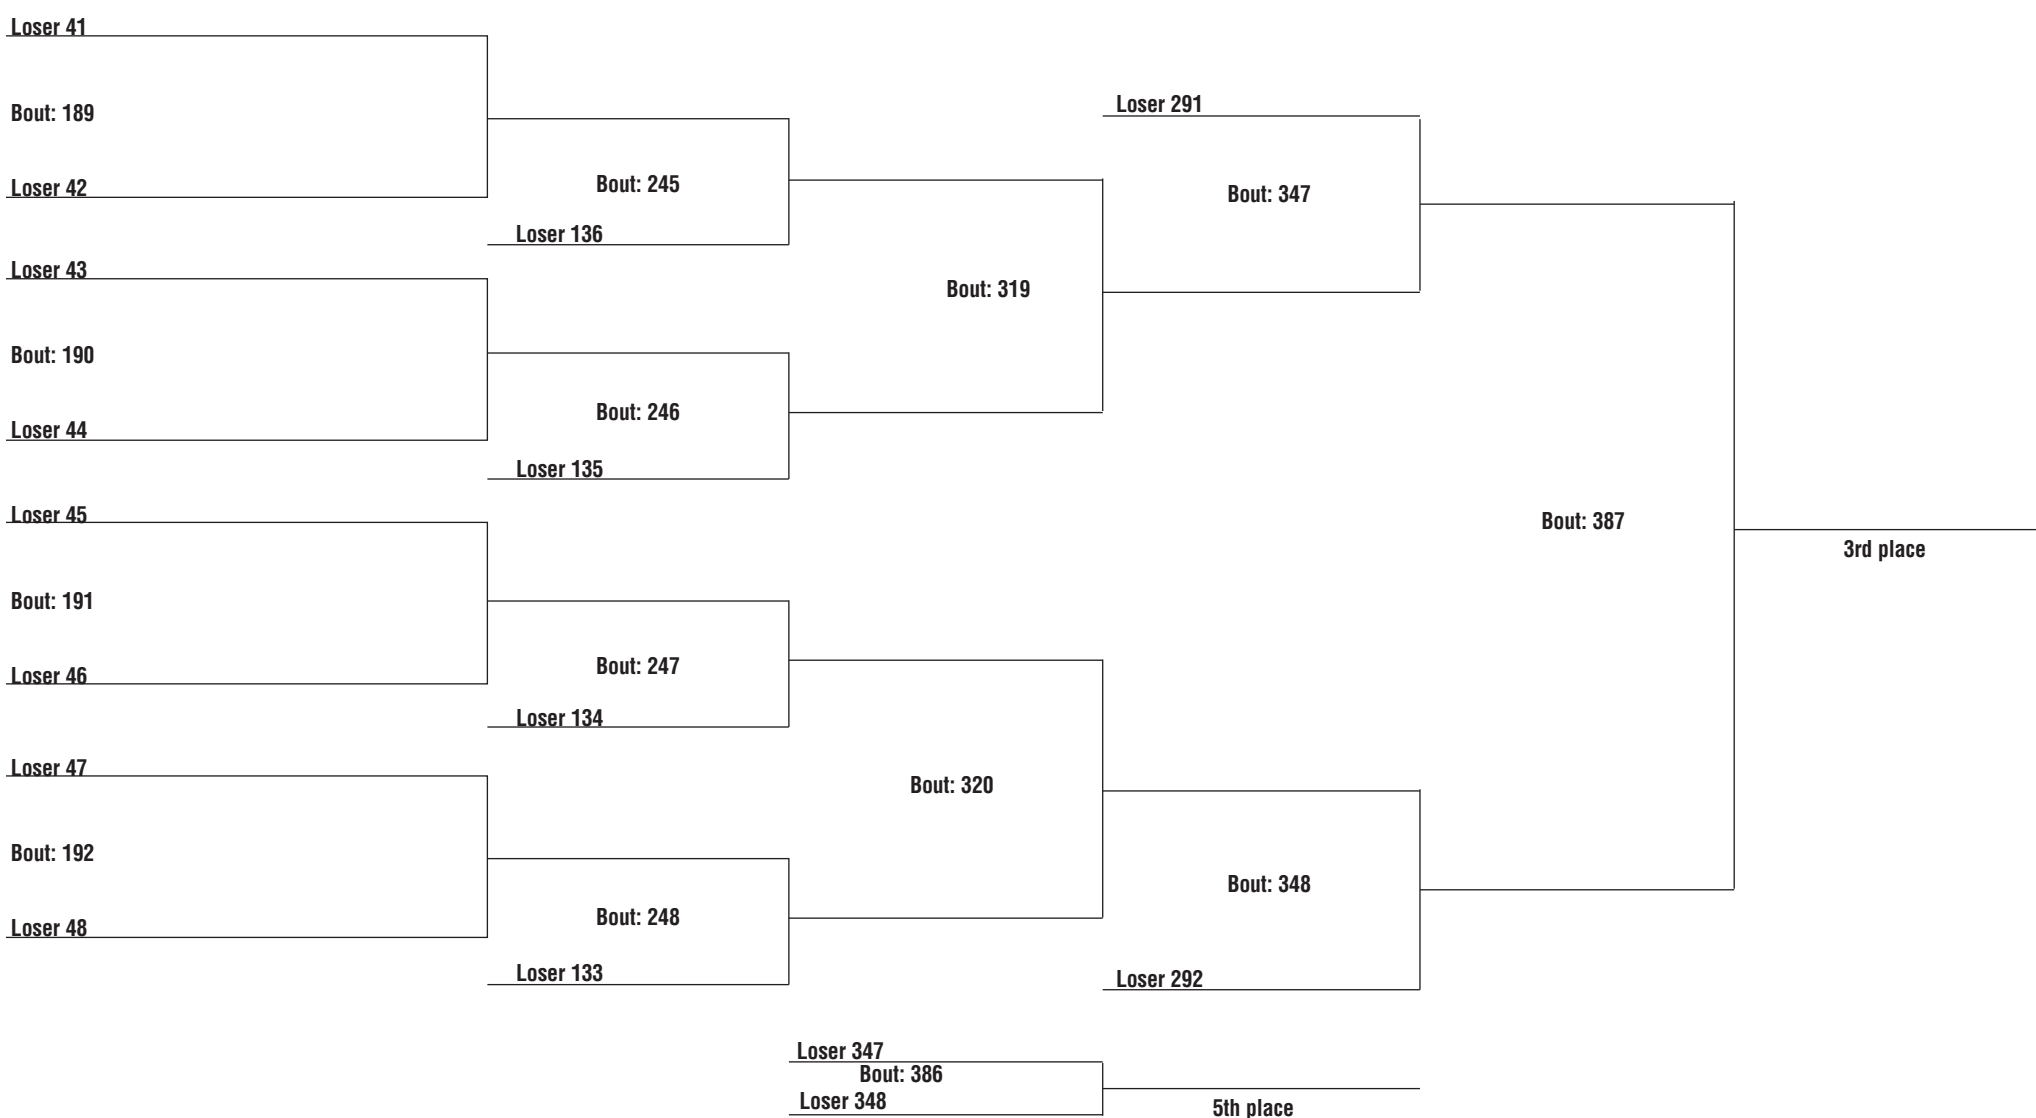 Loser 41
Bout: 189
Loser 42
Loser 43
Bout: 190
Loser 44
Loser 45
Bout: 191
Loser 46
Loser 47
Bout: 192
Loser 48
Bout: 245
Loser 136
Bout: 246
Loser 135
Bout: 247
Loser 134
Bout: 248
Loser 133
Bout: 319
Bout: 320
Loser 291
Bout: 347
Bout: 348
Loser 292
Bout: 387
3rd place
Loser 347
Bout: 386
Loser 348
5th place